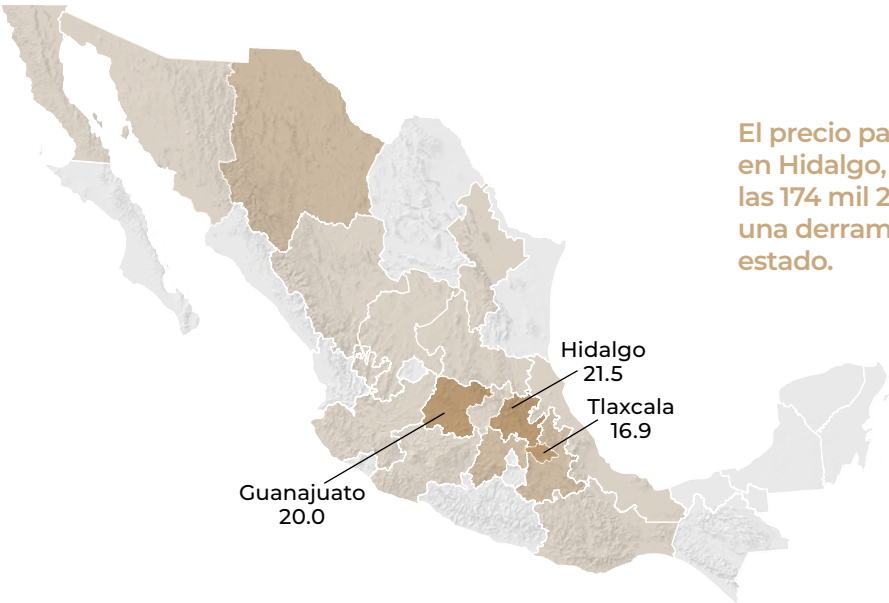 El precio pa
en Hidalgo,
las 174 mil 2
una derram
estado.
Hidalgo
21.5
Tlaxcala
16.9
Guanajuato
20.0